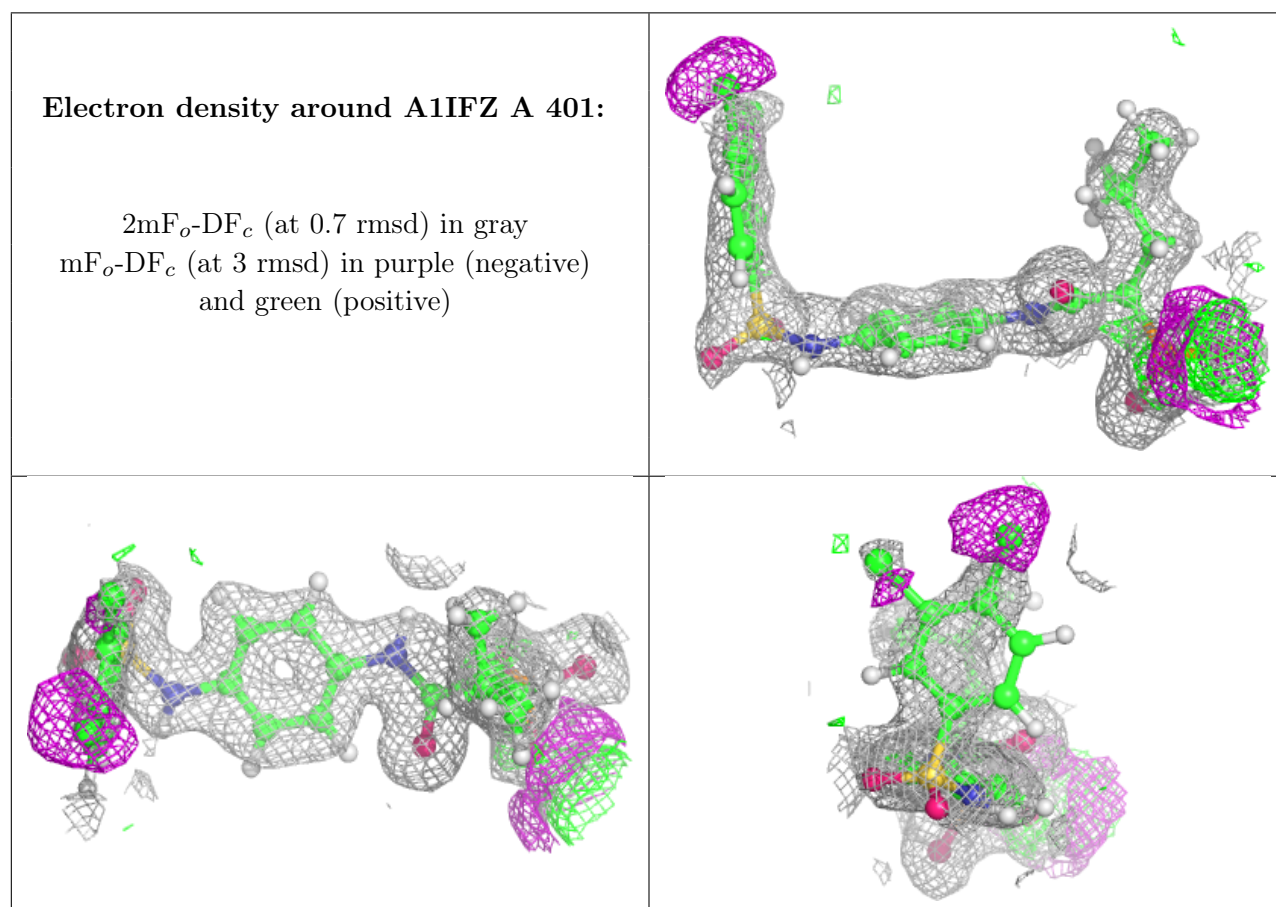 Electron density around A1IFZ A 401:
2mFo-DFc (at 0.7 rmsd) in gray
mFo-DFc (at 3 rmsd) in purple (negative)
and green (positive)